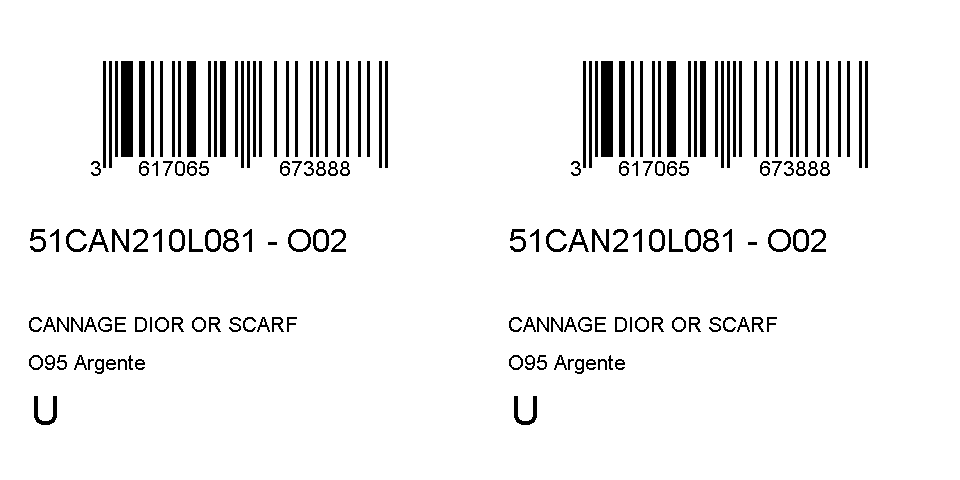 3 617065 673888
51CAN210L081 - O02
CANNAGE DIOR OR SCARF
O95 Argente
U
3 617065 673888
51CAN210L081 - O02
CANNAGE DIOR OR SCARF
O95 Argente
U